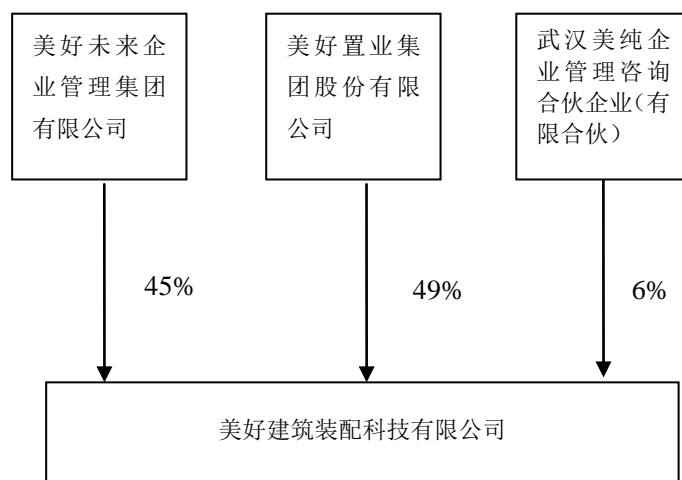 美好未来企
业管理集团
有限公司
美好置业集
团股份有限
公司
武汉美纯企
业管理咨询
合伙企业（有
限合伙）
45%
49%
6%
美好建筑装配科技有限公司